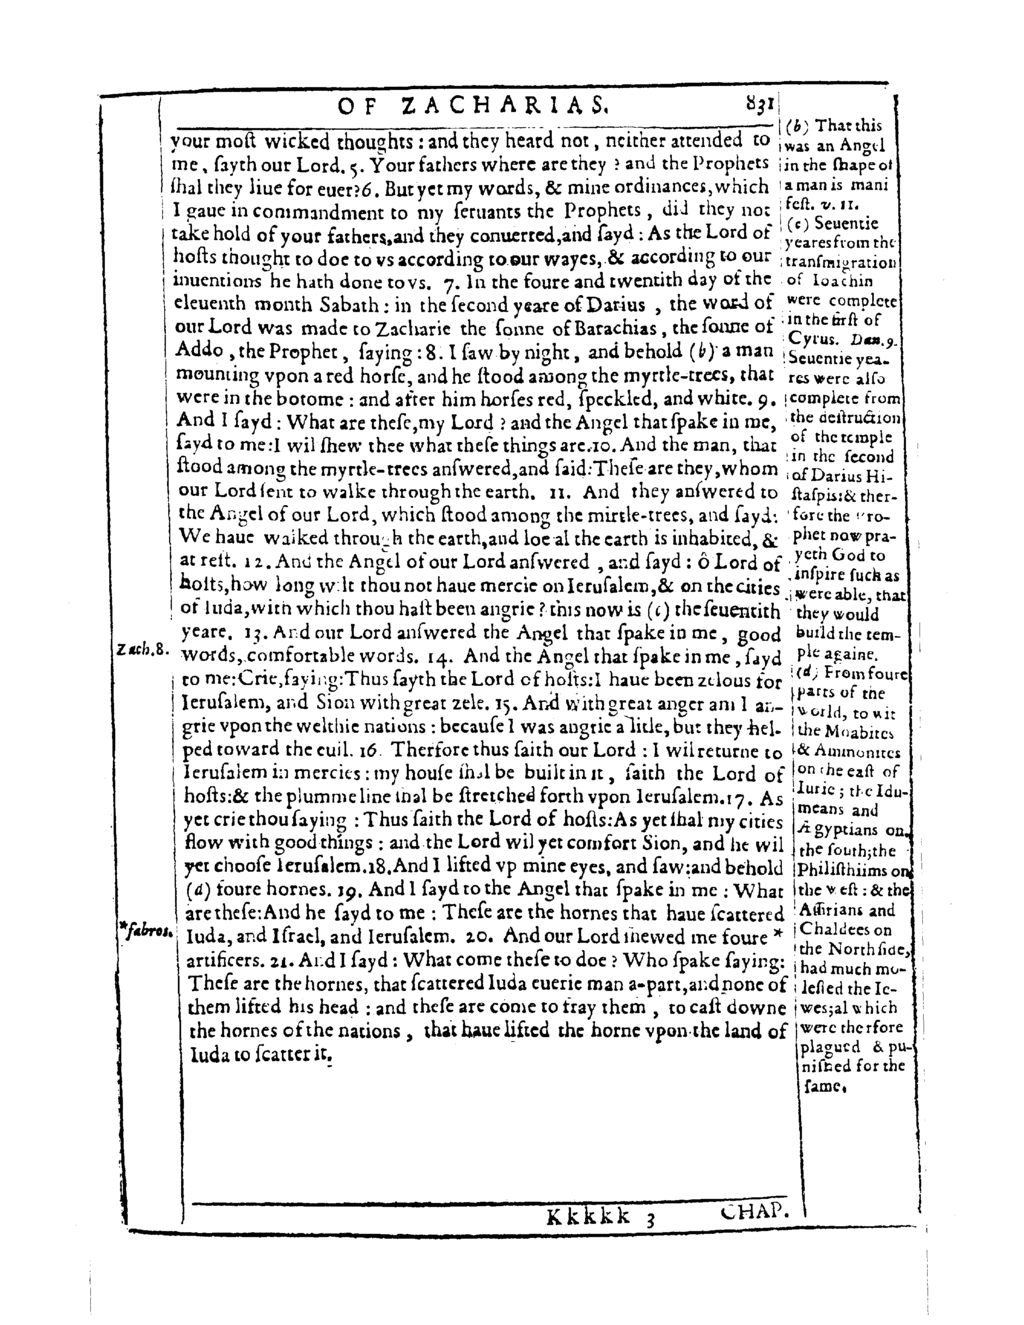 OF ZACHARIAS. 831
your moſt wicked thoughts : and they heard not , neither attended to
me , ſayth our Lord. 5. Your fathers where are they ? and the Prophets
ſhal they liue for euer? 6. But yet my words, & mine ordinances, which
I gaue in commandment to my ſeruants the Prophets , did they not
take hold of your fathers, and they conuerted, and ſayd : As the Lord of
hoſts thought to doe to vs according to our wayes, & according to our
inuentions he hath done to vs. 7. In the foure and twentith day of the
eleuenth month Sabath : in the ſecond yeare of Darius , the word of
our Lord was made to Zacharie the ſonne of Barachias , the ſonne of
Addo , the Prophet , ſaying : 8. I ſaw by night , and behold (b) a man
mounting vpon a red horſe, and he ſtood among the myrtle-trees, that
were in the botome : and after him horſes red, ſpeckled, and white. 9.
And I ſayd : What are theſe, my Lord ? and the Angel that ſpake in me,
ſayd to me: I wil ſhew thee what theſe things are. 10. And the man, that
ſtood among the myrtle-trees anſwered, and ſaid: Theſe are they, whom
our Lord ſent to walke through the earth. 11. And they anſwered to
the Angel of our Lord, which ſtood among the mirtle-trees, and ſayd:
We haue walked through the earth, and loe al the earth is inhabited, &
at reſt. 12. And the Angel of our Lord anſwered , and ſayd : ô Lord of
hoſts, how long wilt thou not haue mercie on Ieruſalem, & on the cities
of Iuda, with which thou haſt been angrie ? this now is (c) the ſeuentith
yeare. 13. And our Lord anſwered the Angel that ſpake in me , good
words, comfortable words. 14. And the Angel that ſpake in me , ſayd
to me: Crie, ſaying: Thus ſayth the Lord of hoſts: I haue been zelous for
Ieruſalem, and Sion with great zele. 15. And with great anger am I an-
grie vpon the welthie nations : becauſe I was angrie a litle, but they hel-
ped toward the euil. 16. Therfore thus ſaith our Lord : I wil returne to
Ieruſalem in mercies : my houſe ſhal be built in it , ſaith the Lord of
hoſts: & the plumme line ſhal be ſtretched forth vpon Ieruſalem. 17. As
yet crie thou ſaying : Thus ſaith the Lord of hoſts: As yet ſhal my cities
flow with good things : and the Lord wil yet comfort Sion, and he wil
yet chooſe Ieruſalem. 18. And I lifted vp mine eyes, and ſaw: and behold
(d) foure hornes. 19. And I ſayd to the Angel that ſpake in me : What
are theſe: And he ſayd to me : Theſe are the hornes that haue ſcattered
Iuda, and Iſrael, and Ieruſalem. 20. And our Lord ſhewed me foure *
artificers. 21. And I ſayd : What come theſe to doe ? Who ſpake ſaying:
Theſe are the hornes, that ſcattered Iuda euerie man a-part, and none of
them lifted his head : and theſe are come to fray them , to caſt downe
the hornes of the nations , that haue lifted the horne vpon the land of
Iuda to ſcatter it.
Zach. 8.
*fabros.
(b) That this
was an Angel
in the ſhape of
a man is mani
feſt. v. 11.
(c) Seuentie
yeares from the
tranſmigration
of Ioachin
were complete
in the firſt of
Cyrus. Dan. 9.
Seuentie yea-
res were alſo
complete from
the deſtruction
of the temple
in the ſecond
of Darius Hi-
ſtaſpis: & ther-
fore the Pro-
phet now pra-
yeth God to
inſpire ſuch as
were able, that
they would
build the tem-
ple againe.
(d) From foure
parts of the
world, to wit
the Moabites
& Ammonites
on the eaſt of
Iurie ; the Idu-
means and
Ægyptians on
the ſouth; the
Philiſthiims on
the weſt : & the
Aſſirians and
Chaldees on
the North ſide,
had much mo-
leſted the Ie-
wes; al which
were therfore
plagued & pu-
niſhed for the
ſame.
Kkkkk 3 CHAP.